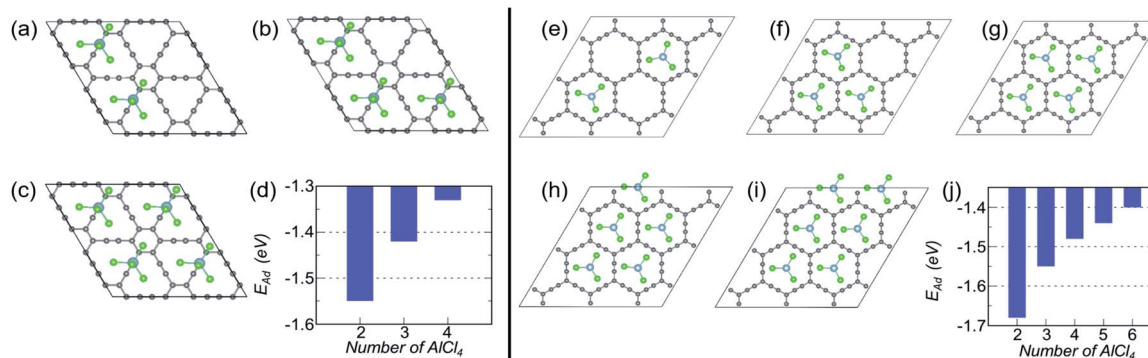 (a)
(b)
(c)
(d)
-1.3
-1.4
-1.5
-1.6
E_Ad (eV)
2 3 4
Number of AlCl4
(e)
(f)
(g)
(h)
(i)
(j)
-1.4
-1.5
-1.6
-1.7
E_Ad (eV)
2 3 4 5 6
Number of AlCl4